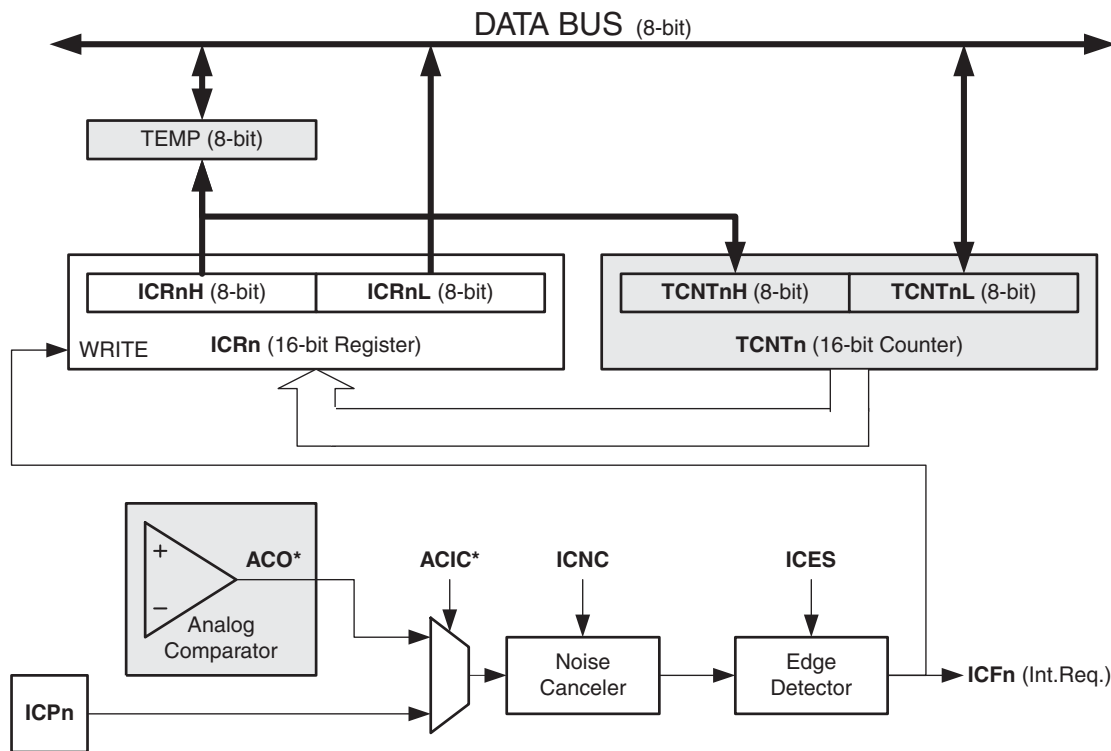 DATA BUS (8-bit)
TEMP (8-bit)
ICRnH (8-bit) ICRnL (8-bit) TCNTnH (8-bit) TCNTnL (8-bit)
WRITE ICRn (16-bit Register) TCNTn (16-bit Counter)
+
ACO* ACIC* ICNC ICES
−
Analog
Comparator
Noise
Canceler
Edge
Detector
ICFn (Int.Req.)
ICPn